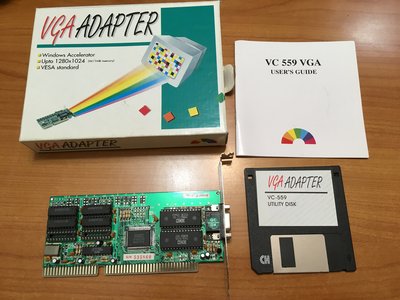 VGA ADAPTER
Windows Accelerator
Upto 1280x1024
VESA standard
VGA ADAPTER
VC 559 VGA
USER'S GUIDE
VGA ADAPTER
VC-559
UTILITY DISK